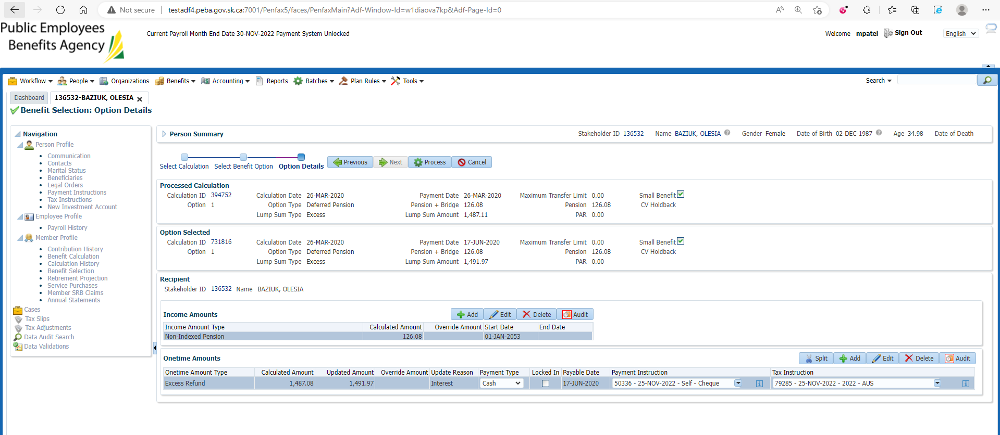 Not secure testadf4.peba.gov.sk.ca:7001/Penfax5/faces/PenfaxMain?Adf-Window-Id=w1diaova7kp&Adf-Page-Id=0
Public Employees
Benefits Agency
Current Payroll Month End Date 30-NOV-2022 Payment System Unlocked
Welcome mpatel Sign Out English
Workflow People Organizations Benefits Accounting Reports Batches Plan Rules Tools Search
Dashboard 136532-BAZIUK, OLESIA
Benefit Selection: Option Details
Navigation
Person Profile
Communication
Contacts
Marital Status
Beneficiaries
Legal Orders
Payment Instructions
Tax Instructions
New Investment Account
Employee Profile
Payroll History
Member Profile
Contribution History
Benefit Calculation
Calculation History
Benefit Selection
Retirement Projection
Service Purchases
Member SRB Claims
Annual Statements
Cases
Tax Slips
Tax Adjustments
Data Audit Search
Data Validations
Person Summary Stakeholder ID 136532 Name BAZIUK, OLESIA Gender Female Date of Birth 02-DEC-1987 Age 34.98 Date of Death
Select Calculation Select Benefit Option Option Details Previous Next Process Cancel
Processed Calculation
Calculation ID 394752 Calculation Date 26-MAR-2020 Payment Date 26-MAR-2020 Maximum Transfer Limit 0.00 Small Benefit
Option 1 Option Type Deferred Pension Pension + Bridge 126.08 Pension 126.08 CV Holdback
Lump Sum Type Excess Lump Sum Amount 1,487.11 PAR 0.00
Option Selected
Calculation ID 731816 Calculation Date 26-MAR-2020 Payment Date 17-JUN-2020 Maximum Transfer Limit 0.00 Small Benefit
Option 1 Option Type Deferred Pension Pension + Bridge 126.08 Pension 126.08 CV Holdback
Lump Sum Type Excess Lump Sum Amount 1,491.97 PAR 0.00
Recipient
Stakeholder ID 136532 Name BAZIUK, OLESIA
Income Amounts Add Edit Delete Audit
Income Amount Type Calculated Amount Override Amount Start Date End Date
Non-Indexed Pension 126.08 01-JAN-2053
Onetime Amounts Split Add Edit Delete Audit
Onetime Amount Type Calculated Amount Updated Amount Override Amount Update Reason Payment Type Locked In Payable Date Payment Instruction Tax Instruction
Excess Refund 1,487.08 1,491.97 Interest Cash 17-JUN-2020 50336 - 25-NOV-2022 - Self - Cheque 79285 - 25-NOV-2022 - 2022 - AUS